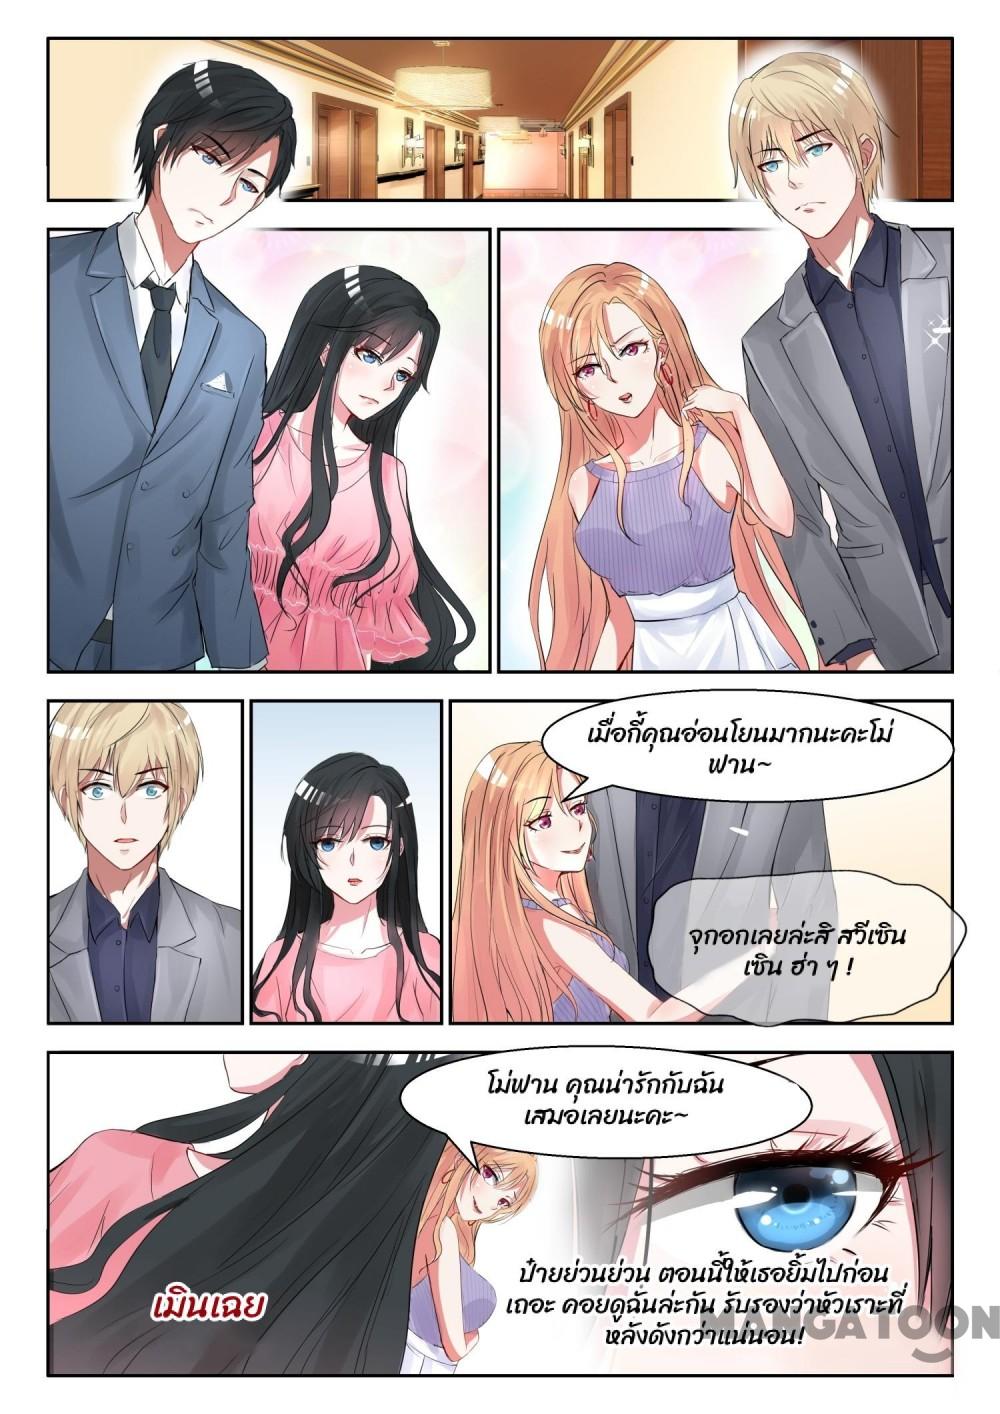 เมื่อกี้คุณอ่อนโยนมากนะคะโม่
ฟาน~
จุกอกเลยล่ะสิ สวีเซิน
เซิน ฮ่า ๆ !
โม่ฟาน คุณน่ารักกับฉัน
เสมอเลยนะคะ~
เมินเฉย
ป๋ายย่วนย่วน ตอนนี้ให้เธอยิ้มไปก่อน
เถอะ คอยดูฉันล่ะกัน รับรองว่าหัวเราะที่
หลังดังกว่าแน่นอน!
MANGATOON